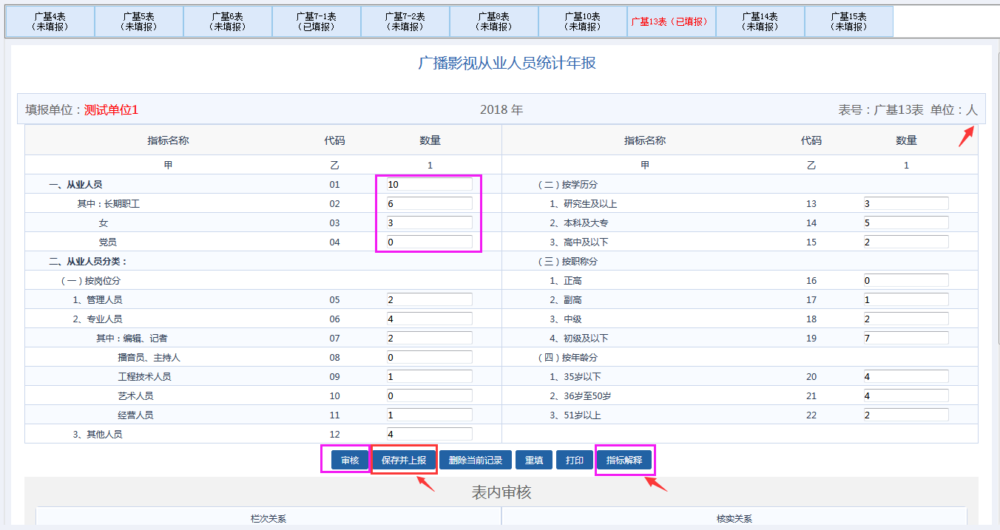 广基4表
（未填报）
广基5表
（未填报）
广基6表
（未填报）
广基7-1表
（已填报）
广基7-2表
（未填报）
广基8表
（未填报）
广基10表
（未填报）
广基13表（已填报）
广基14表
（未填报）
广基15表
（未填报）
广播影视从业人员统计年报
填报单位：测试单位1 2018 年 表号：广基13表 单位：人
指标名称 代码 数量 指标名称 代码 数量
甲 乙 1 甲 乙 1
一、从业人员 01 10 （二）按学历分
其中：长期职工 02 6 1、研究生及以上 13 3
女 03 3 2、本科及大专 14 5
党员 04 0 3、高中及以下 15 2
二、从业人员分类： （三）按职称分
（一）按岗位分 1、正高 16 0
1、管理人员 05 2 2、副高 17 1
2、专业人员 06 4 3、中级 18 2
其中：编辑、记者 07 2 4、初级及以下 19 7
播音员、主持人 08 0 （四）按年龄分
工程技术人员 09 1 1、35岁以下 20 4
艺术人员 10 0 2、36岁至50岁 21 4
经营人员 11 1 3、51岁以上 22 2
3、其他人员 12 4
审核 保存并上报 删除当前记录 重填 打印 指标解释
表内审核
栏次关系 核实关系